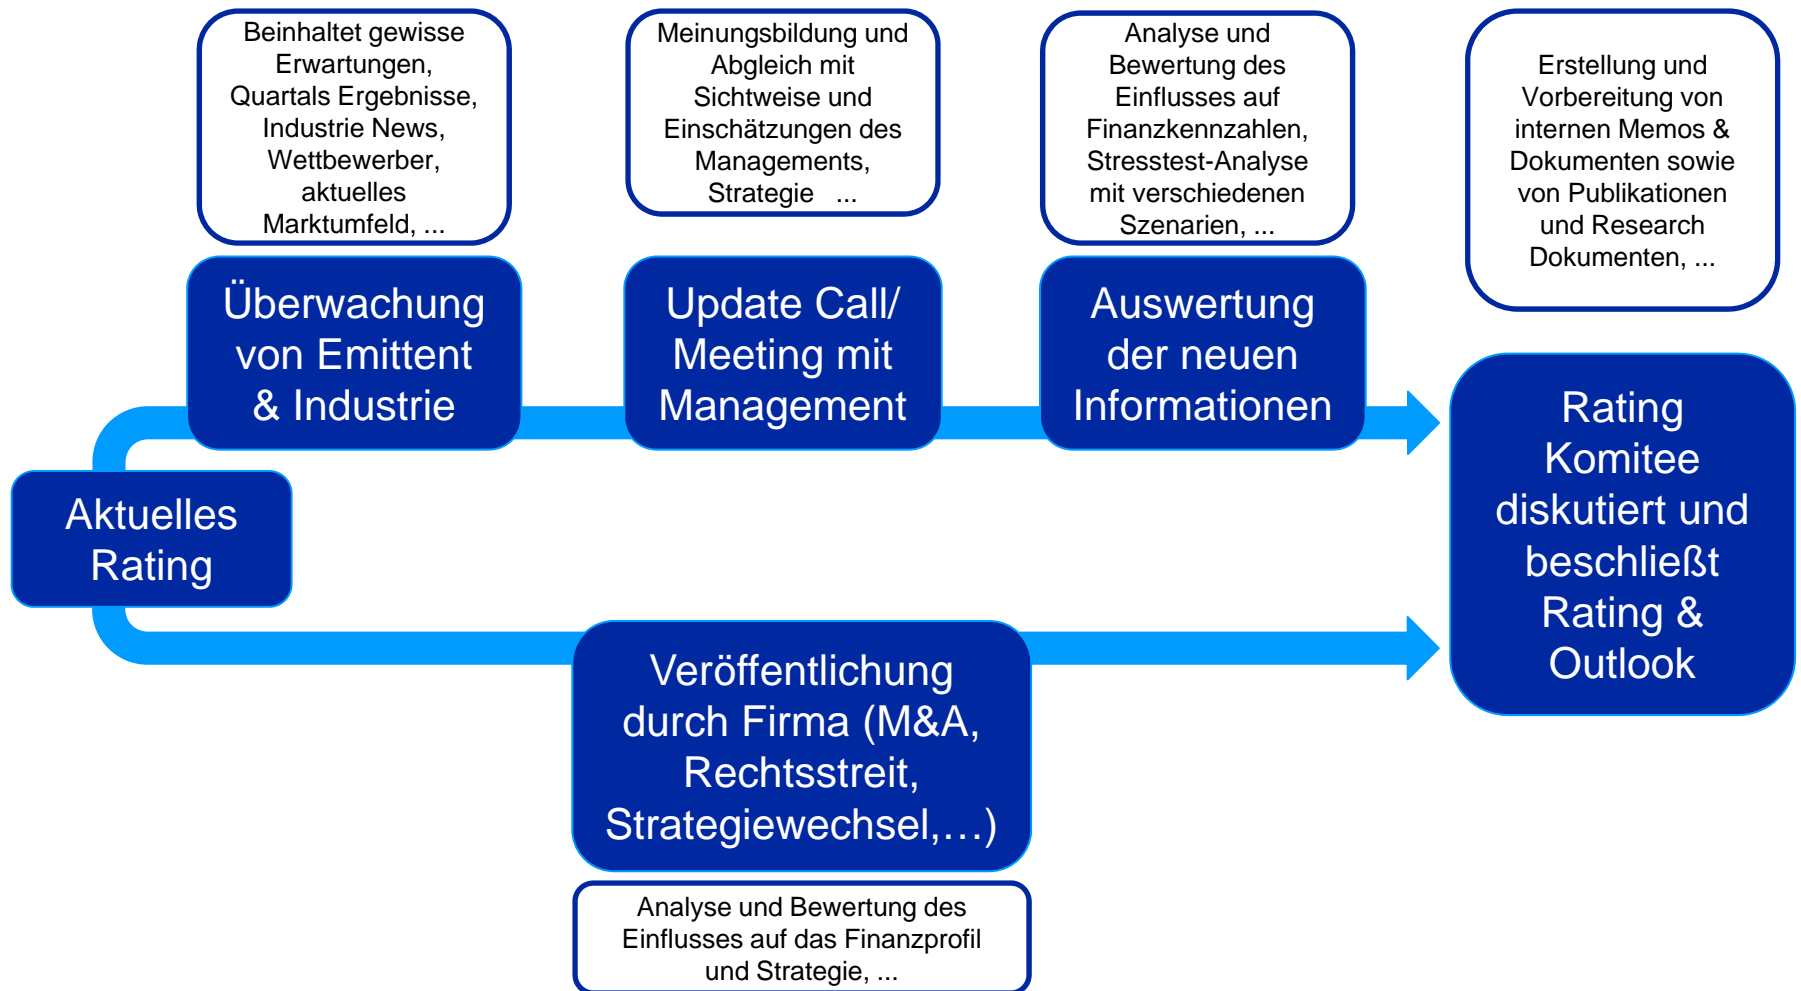 Beinhaltet gewisse
Erwartungen,
Quartals Ergebnisse,
Industrie News,
Wettbewerber,
aktuelles
Marktumfeld, ...
Meinungsbildung und
Abgleich mit
Sichtweise und
Einschätzungen des
Managements,
Strategie ...
Analyse und
Bewertung des
Einflusses auf
Finanzkennzahlen,
Stresstest-Analyse
mit verschiedenen
Szenarien, ...
Erstellung und
Vorbereitung von
internen Memos &
Dokumenten sowie
von Publikationen
und Research
Dokumenten, ...
Überwachung
von Emittent
& Industrie
Update Call/
Meeting mit
Management
Auswertung
der neuen
Informationen
Rating
Komitee
diskutiert und
beschließt
Rating &
Outlook
Aktuelles
Rating
Veröffentlichung
durch Firma (M&A,
Rechtsstreit,
Strategiewechsel,…)
Analyse und Bewertung des
Einflusses auf das Finanzprofil
und Strategie, ...